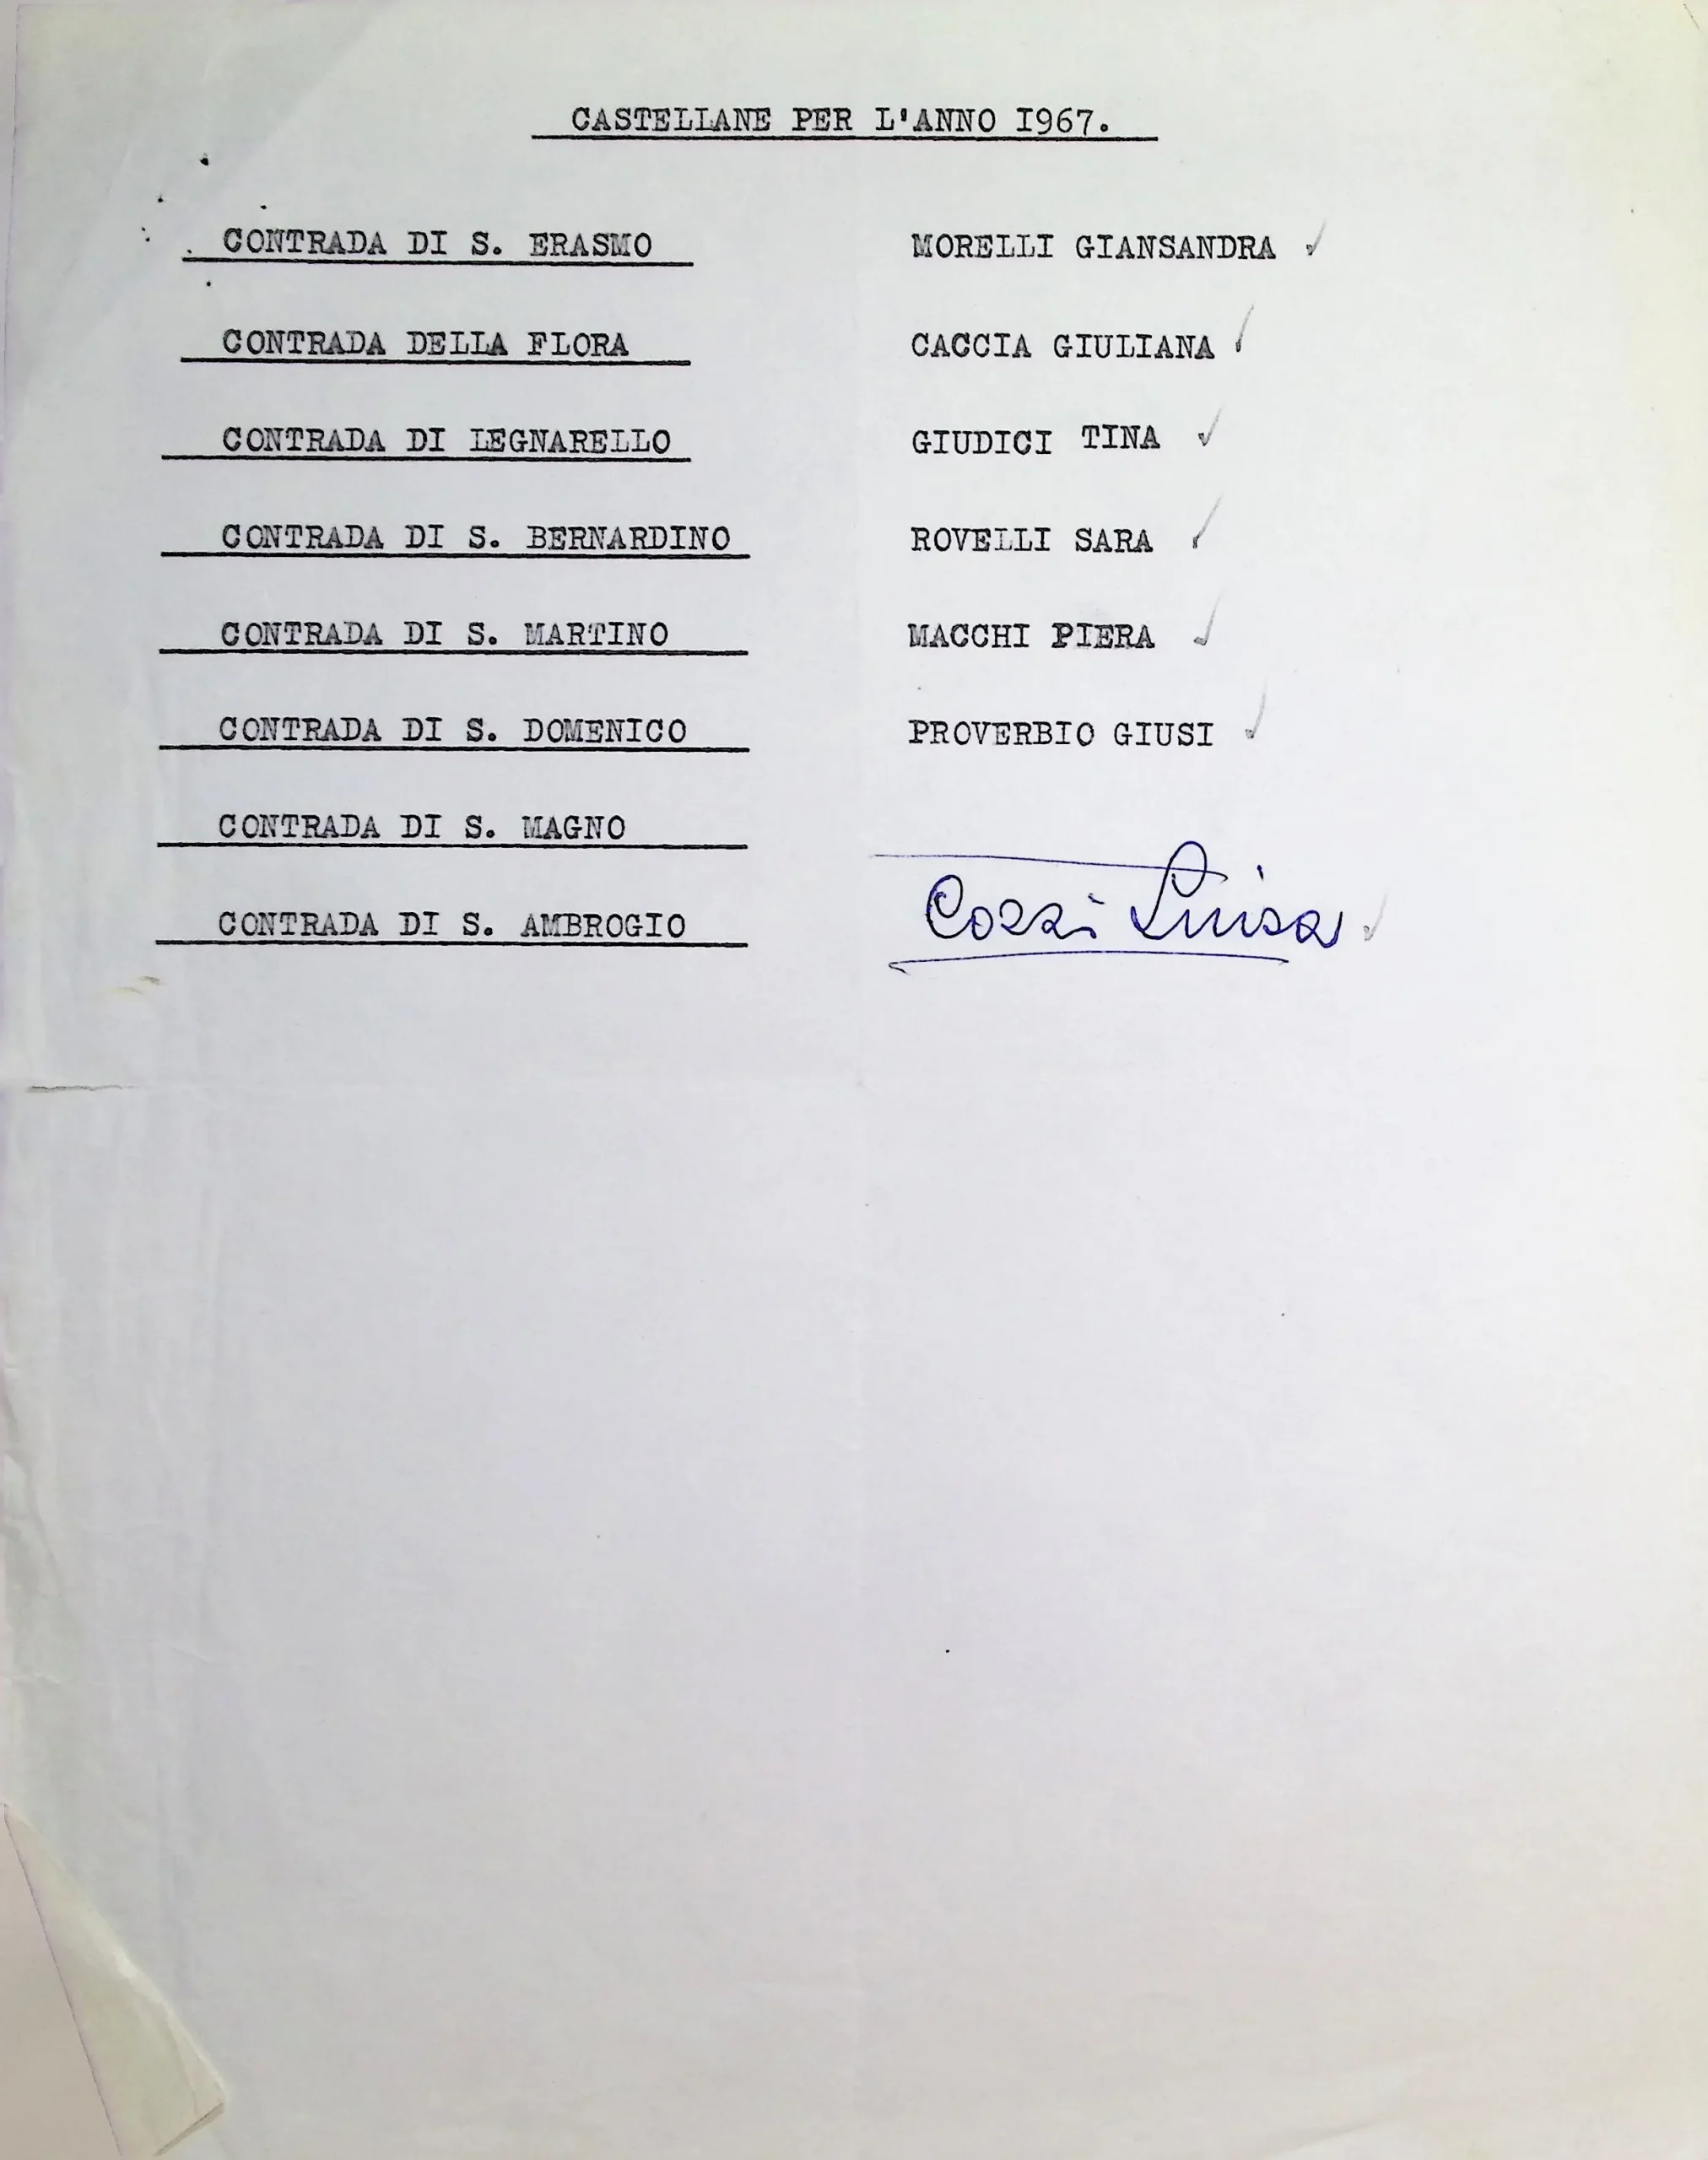 CASTELLANE PER L'ANNO I967.
CONTRADA DI S. ERASMO MORELLI GIANSANDRA ✓
CONTRADA DELLA FLORA CACCIA GIULIANA ✓
CONTRADA DI LEGNARELLO GIUDICI TINA ✓
CONTRADA DI S. BERNARDINO ROVELLI SARA ✓
CONTRADA DI S. MARTINO MACCHI PIERA ✓
CONTRADA DI S. DOMENICO PROVERBIO GIUSI ✓
CONTRADA DI S. MAGNO
CONTRADA DI S. AMBROGIO Cozzi Luisa ✓